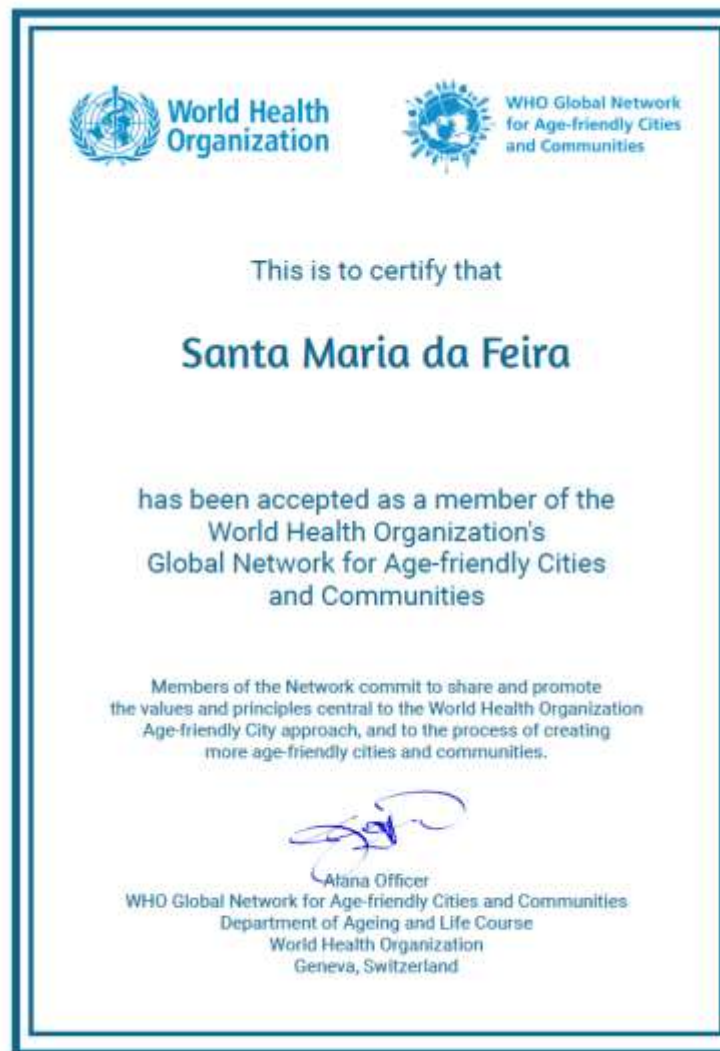 World Health
Organization
WHO Global Network
for Age-friendly Cities
and Communities
This is to certify that
Santa Maria da Feira
has been accepted as a member of the
World Health Organization's
Global Network for Age-friendly Cities
and Communities
Members of the Network commit to share and promote
the values and principles central to the World Health Organization
Age-friendly City approach, and to the process of creating
more age-friendly cities and communities.
Alana Officer
WHO Global Network for Age-friendly Cities and Communities
Department of Ageing and Life Course
World Health Organization
Geneva, Switzerland